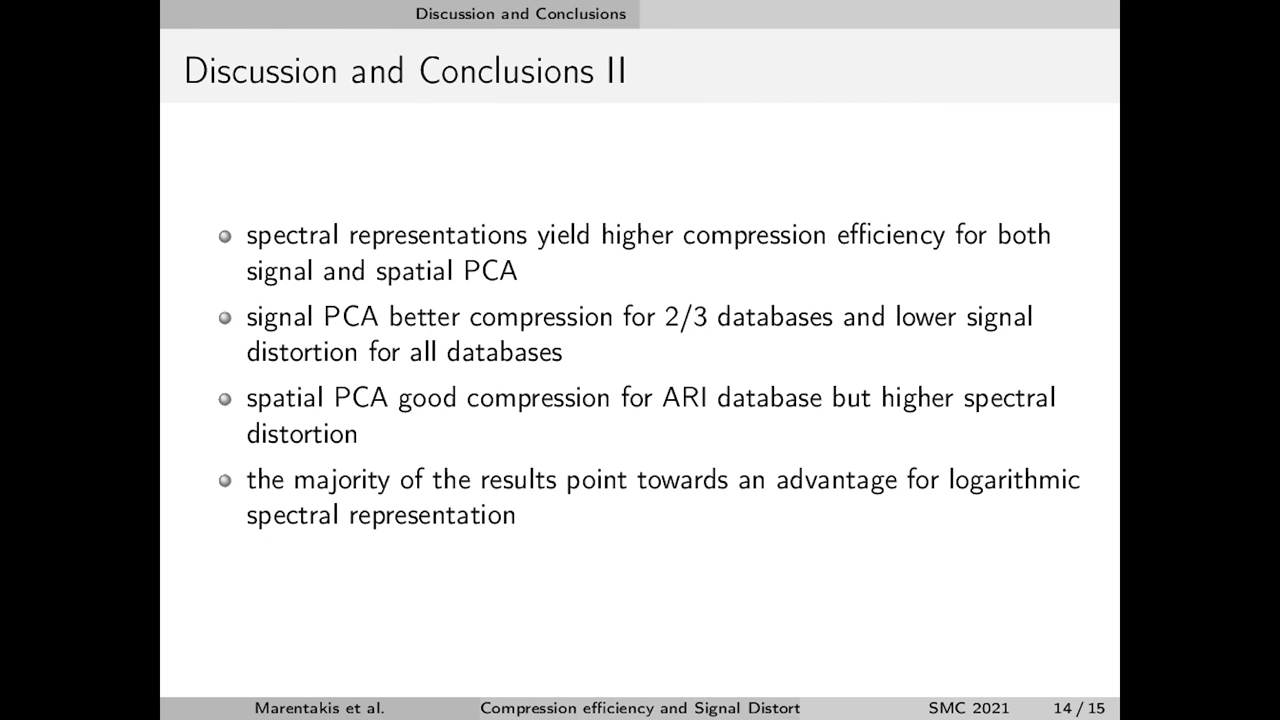 Discussion and Conclusions
Discussion and Conclusions II
spectral representations yield higher compression efficiency for both
signal and spatial PCA
signal PCA better compression for 2/3 databases and lower signal
distortion for all databases
spatial PCA good compression for ARI database but higher spectral
distortion
the majority of the results point towards an advantage for logarithmic
spectral representation
Marentakis et al. Compression efficiency and Signal Distort SMC 2021 14 / 15